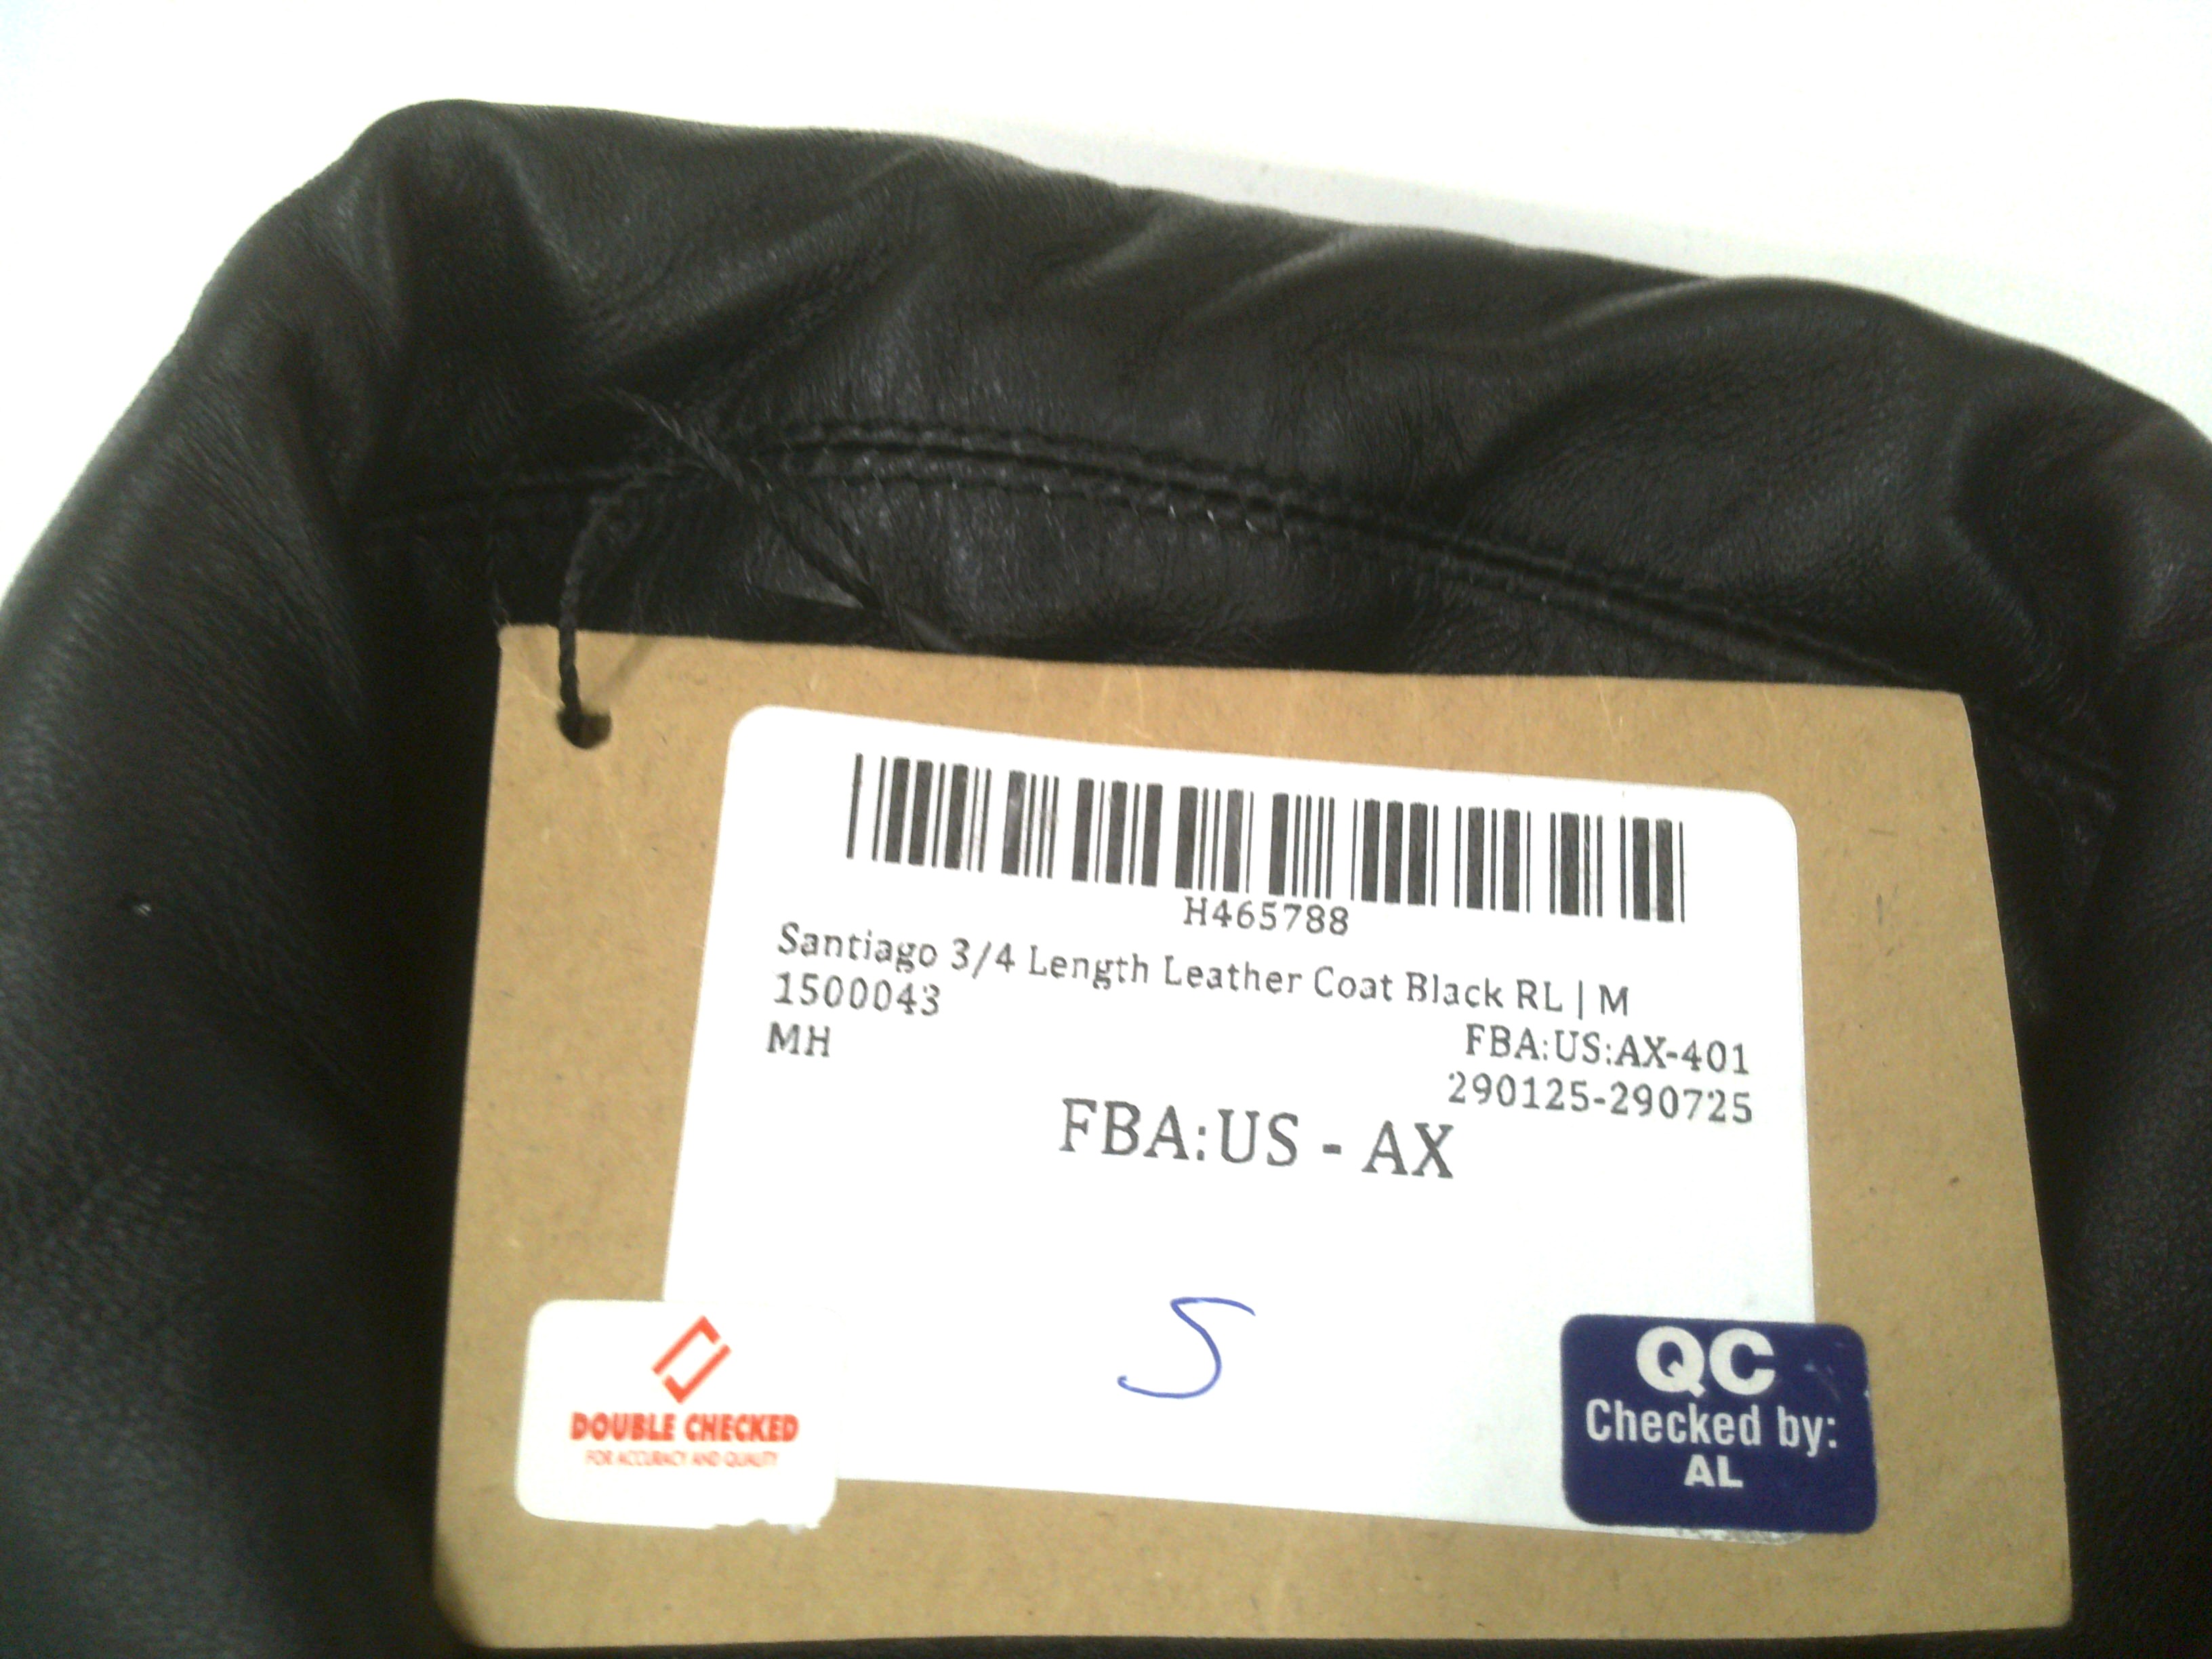 H465788
Santiago 3/4 Length Leather Coat Black RL | M
1500043
FBA:US:AX-401
MH
290125-290725
FBA:US - AX
S
DOUBLE CHECKED
FOR ACCURACY AND QUALITY
QC
Checked by:
AL